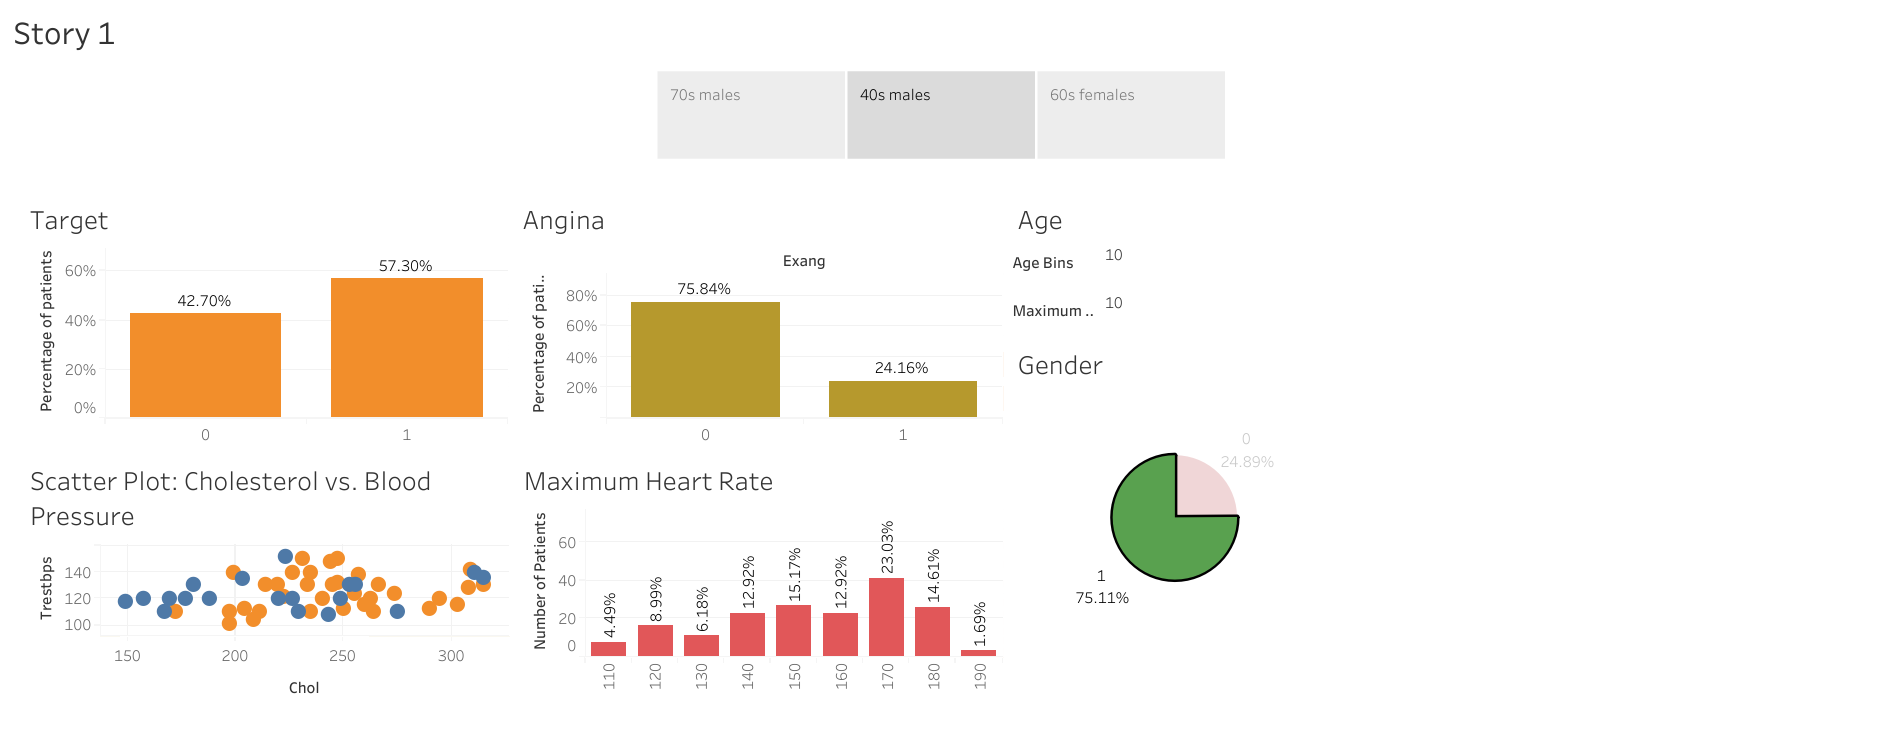 Story 1
70s males
40s males
60s females
Target
Percentage of patients
60%
40%
20%
0%
42.70%
57.30%
0
1
Angina
Exang
Percentage of pati..
80%
60%
40%
20%
75.84%
24.16%
0
1
Age
Age Bins
10
Maximum ..
10
Gender
0
24.89%
1
75.11%
Scatter Plot: Cholesterol vs. Blood
Pressure
Trestbps
140
120
100
150
200
250
300
Chol
Maximum Heart Rate
Number of Patients
60
40
20
0
4.49%
8.99%
6.18%
12.92%
15.17%
12.92%
23.03%
14.61%
1.69%
110
120
130
140
150
160
170
180
190